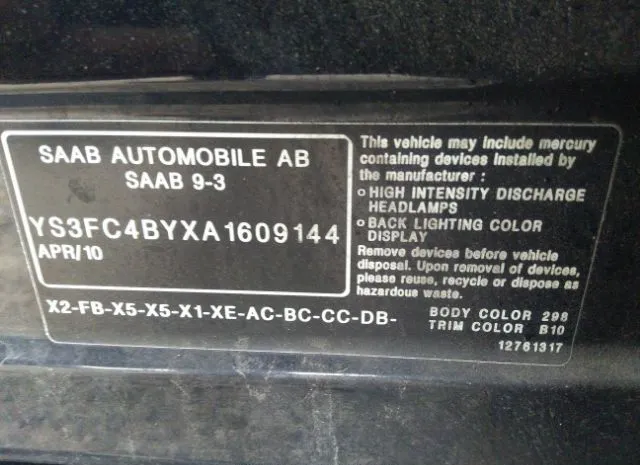 SAAB AUTOMOBILE AB
SAAB 9-3
YS3FC4BYXA1609144
APR/10
This vehicle may include mercury
containing devices installed by
the manufacturer :
o HIGH INTENSITY DISCHARGE
HEADLAMPS
o BACK LIGHTING COLOR
DISPLAY
Remove devices before vehicle
disposal. Upon removal of devices,
please reuse, recycle or dispose as
hazardous waste.
X2-FB-X5-X5-X1-XE-AC-BC-CC-DB-
BODY COLOR 298
TRIM COLOR B10
12761317